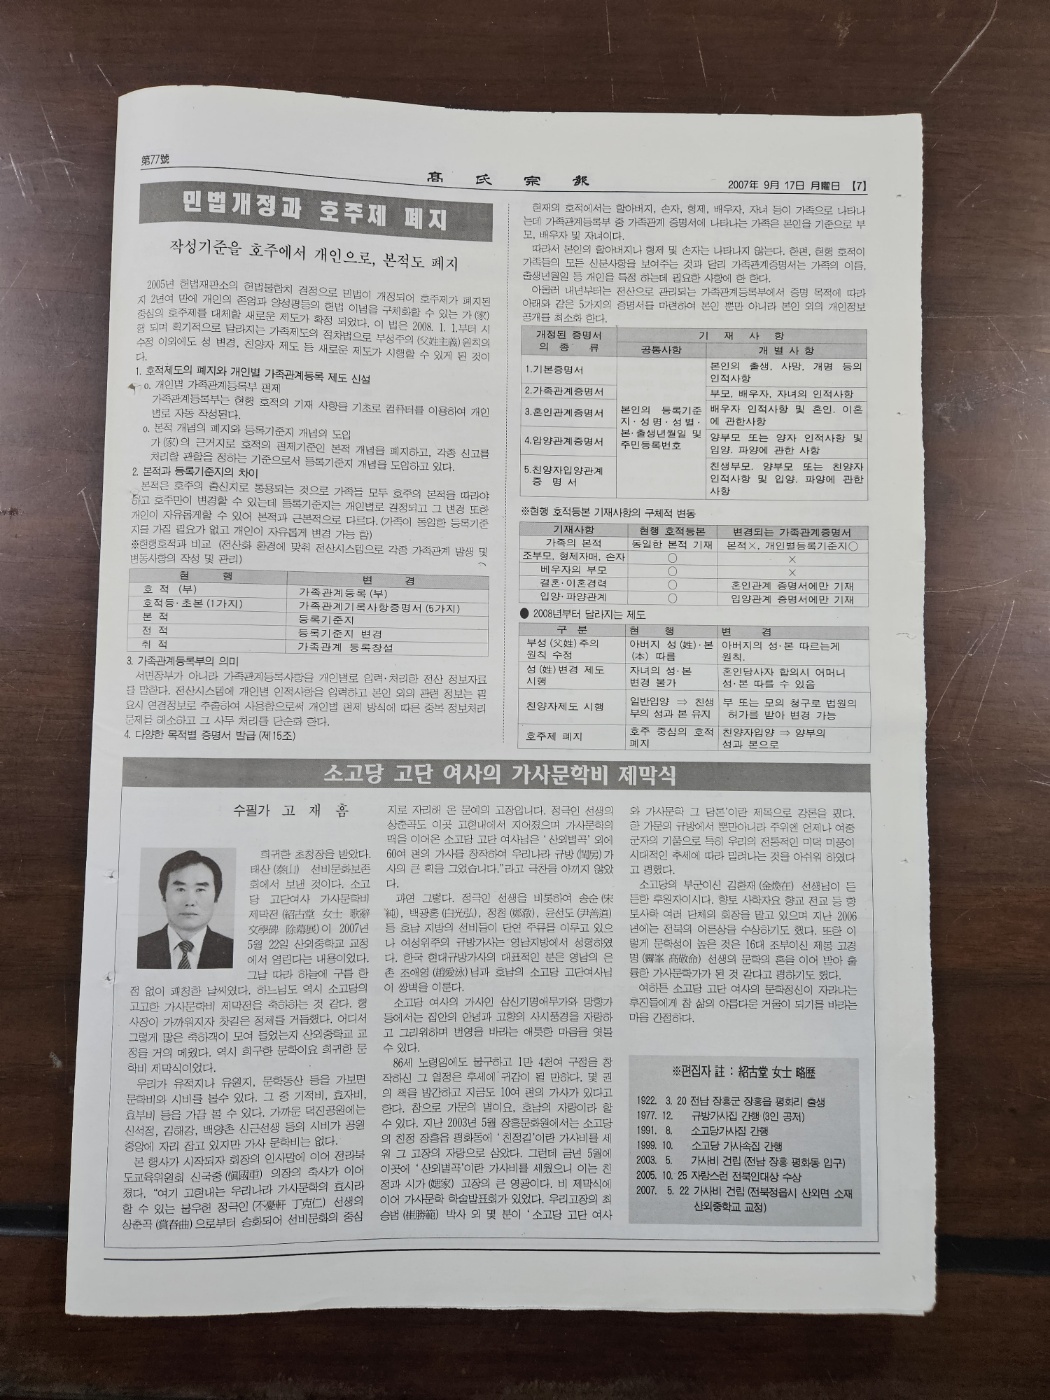 第77號
髙 氏 宗 報
2007年 9月 17日 月曜日 【7】
민법개정과 호주제 폐지
작성기준을 호주에서 개인으로, 본적도 폐지
2005년 헌법재판소의 헌법불합치 결정으로 민법이 개정되어 호주제가 폐지된
지 2년여 만에 개인의 존엄과 양성평등의 헌법 이념을 구체화할 수 있는 가(家)
중심의 호주제를 대체할 새로운 제도가 확정 되었다. 이 법은 2008. 1. 1.부터 시
행 되며 획기적으로 달라지는 가족제도의 점차법으로 부성주의(父姓主義) 원칙의
수정 이외에도 성 변경, 친양자 제도 등 새로운 제도가 시행할 수 있게 된 것이
다.
1. 호적제도의 폐지와 개인별 가족관계등록 제도 신설
o. 개인별 가족관계등록부 편제
가족관계등록부는 현행 호적의 기재 사항을 기초로 컴퓨터를 이용하여 개인
별로 자동 작성된다.
o. 본적 개념의 폐지와 등록기준지 개념의 도입
가(家)의 근거지로 호적의 편제기준인 본적 개념을 폐지하고, 각종 신고를
처리할 관할을 정하는 기준으로서 등록기준지 개념을 도입하고 있다.
2. 본적과 등록기준지의 차이
본적은 호주의 출신지로 통용되는 것으로 가족들 모두 호주의 본적을 따라야
하고 호주만이 변경할 수 있는데 등록기준지는 개인별로 결정되고 그 변경 또한
개인이 자유롭게할 수 있어 본적과 근본적으로 다르다. (가족이 동일한 등록기준
지를 가질 필요가 없고 개인이 자유롭게 변경 가능 함)
※현행호적과 비교 (전산화 환경에 맞춰 전산시스템으로 각종 가족관계 발생 및
변동사항의 작성 및 관리)
현 행 변 경
호 적 (부) 가족관계등록(부)
호적등·초본(1가지) 가족관계기록사항증명서(5가지)
본 적 등록기준지
전 적 등록기준지 변경
취 적 가족관계 등록창설
3. 가족관계등록부의 의미
서면장부가 아니라 가족관계등록사항을 개인별로 입력·처리한 전산 정보자료
를 말한다. 전산시스템에 개인별 인적사항을 입력하고 본인 외의 관련 정보는 필
요시 연결정보로 추출하여 사용함으로써 개인별 편제 방식에 따른 중복 정보처리
문제를 해소하고 그 사무 처리를 단순화 한다.
4. 다양한 목적별 증명서 발급(제15조)
현재의 호적에서는 할아버지, 손자, 형제, 배우자, 자녀 등이 가족으로 나타나
는데 가족관계등록부 중 가족관계 증명서에 나타나는 가족은 본인을 기준으로 부
모, 배우자 및 자녀이다.
따라서 본인의 할아버지나 형제 및 손자는 나타나지 않는다. 한편, 현행 호적이
가족들의 모든 신분사항을 보여주는 것과 달리 가족관계증명서는 가족의 이름,
출생년월일 등 개인을 특정 하는데 필요한 사항에 한 한다.
아울러 내년부터는 전산으로 관리되는 가족관계등록부에서 증명 목적에 따라
아래와 같은 5가지의 증명서를 마련하여 본인 뿐만 아니라 본인 외의 개인정보
공개를 최소화 한다.
개정된 증명서 기 재 사 항
의 종 류 공통사항 개 별 사 항
1.기본증명서 본인의 출생, 사망, 개명 등의
인적사항
2.가족관계증명서 부모, 배우자, 자녀의 인적사항
3.혼인관계증명서 본인의 등록기준 배우자 인적사항 및 혼인. 이혼
지·성명·성별· 에 관한사항
4.입양관계증명서 본·출생년월일 및 양부모 또는 양자 인적사항 및
주민등록번호 입양. 파양에 관한 사항
5.친양자입양관계 친생부모. 양부모 또는 친양자
증 명 서 인적사항 및 입양. 파양에 관한
사항
※현행 호적등본 기재사항의 구체적 변동
기재사항 현행 호적등본 변경되는 가족관계증명서
가족의 본적 동일한 본적 기재 본적×, 개인별등록기준지○
조부모, 형제자매, 손자 ○ ×
배우자의 부모 ○ ×
결혼·이혼경력 ○ 혼인관계 증명서에만 기재
입양·파양관계 ○ 입양관계 증명서에만 기재
● 2008년부터 달라지는 제도
구 분 현 행 변 경
부성(父姓)주의 아버지 성(姓)·본 아버지의 성·본 따르는게
원칙 수정 (本) 따름 원칙.
성(姓)변경 제도 자녀의 성·본 혼인당사자 합의시 어머니
시행 변경 불가 성·본 따를 수 있음
친양자제도 시행 일반입양 ⇒ 친생 부 또는 모의 청구로 법원의
부의 성과 본 유지 허가를 받아 변경 가능
호주제 폐지 호주 중심의 호적 친양자입양 ⇒ 양부의
폐지 성과 본으로
소고당 고단 여사의 가사문학비 제막식
수필가 고 재 흠
희귀한 초청장을 받았다.
태산(泰山) 선비문화보존
회에서 보낸 것이다. 소고
당 고단여사 가사문학비
제막전(紹古堂 女士 歌辭
文學碑 除幕展)이 2007년
5월 22일 산외중학교 교정
에서 열린다는 내용이었다.
그날 따라 하늘에 구름 한
점 없이 쾌청한 날씨였다. 하느님도 역시 소고당의
고고한 가사문학비 제막전을 축하하는 것 같다. 행
사장이 가까워지자 찻길은 정체를 거듭했다. 어디서
그렇게 많은 축하객이 모여 들었는지 산외중학교 교
정을 거의 메웠다. 역시 희구한 문학이요 희귀한 문
학비 제막식이었다.
우리가 유적지나 유원지, 문학동산 등을 가보면
문학비와 시비를 볼수 있다. 그 중 기적비, 효자비,
효부비 등을 가끔 볼 수 있다. 가까운 덕진공원에는
신석정, 김해강, 백양촌 신근선생 등의 시비가 공원
중앙에 자리 잡고 있지만 가사 문학비는 없다.
본 행사가 시작되자 회장의 인사말에 이어 전라북
도교육위원회 신국중(愼國重) 의장의 축사가 이어
졌다. “여기 고현내는 우리나라 가사문학의 효시라
할 수 있는 불우헌 정극인(不憂軒 丁克仁) 선생의
상춘곡(賞春曲)으로부터 승화되어 선비문화의 중심
지로 자리해 온 문예의 고장입니다. 정극인 선생의
상춘곡도 이곳 고현내에서 지어졌으며 가사문학의
맥을 이어온 소고당 고단 여사님은 ‘산외별곡’ 외에
60여 편의 가사를 창작하여 우리나라 규방(閨房)가
사의 큰 획을 그었습니다.”라고 극찬을 아끼지 않았
다.
과연 그렇다. 정극인 선생을 비롯하여 송순(宋
純), 백광홍(白光弘), 정철(鄭澈), 윤선도(尹善道)
등 호남 지방의 선비들이 단연 주류를 이루고 있으
나 여성위주의 규방가사는 영남지방에서 성행하였
다. 한국 현대규방가사의 대표적인 분은 영남의 은
촌 조애영(趙愛泳)님과 호남의 소고당 고단여사님
이 쌍벽을 이룬다.
소고당 여사의 가사인 삼신기명애무가와 망향가
등에서는 집안의 안녕과 고향의 사시풍경을 자랑하
고 그리워하며 번영을 바라는 애틋한 마음을 엿볼
수 있다.
86세 노령임에도 불구하고 1만 4천여 구절을 창
작하신 그 열정은 후세에 귀감이 될 만하다. 몇 권
의 책을 발간하고 지금도 10여 편의 가사가 있다고
한다. 참으로 가문의 별이요, 호남의 자랑이라 할
수 있다. 지난 2003년 5월 장흥문화원에서는 소고당
의 친정 장흥읍 평화동에 ‘친정길’이란 가사비를 세
워 그 고장의 자랑으로 삼았다. 그런데 금년 5월에
이곳에 ‘산외별곡’이란 가사비를 세웠으니 이는 친
정과 시가(媤家) 고장의 큰 영광이다. 비 제막식에
이어 가사문학 학술발표회가 있었다. 우리고장의 최
승범(崔勝範) 박사 외 몇 분이 ‘소고당 고단 여사
와 가사문학 그 담론’이란 제목으로 강론을 폈다.
한 가문의 규방에서 뿐만아니라 주위엔 언제나 여중
군자의 기품으로 특히 우리의 전통적인 미덕 미풍이
시대적인 추세에 따라 밀려나는 것을 아쉬워 하였다
고 평했다.
소고당의 부군이신 김환재(金煥在) 선생님이 든
든한 후원자이시다. 향토 사학자요 향교 전교 등 향
토사학 여러 단체의 회장을 맡고 있으며 지난 2006
년에는 전북의 어른상을 수상하기도 했다. 또한 이
렇게 문학성이 높은 것은 16대 조부이신 제봉 고경
명(霽峯 高敬命) 선생의 문학의 혼을 이어 받아 훌
륭한 가사문학가가 된 것 같다고 평하기도 했다.
여하튼 소고당 고단 여사의 문학정신이 자라나는
후진들에게 참 삶의 아름다운 거울이 되기를 바라는
마음 간절하다.
※편집자 註 : 紹古堂 女士 略歷
1922. 3. 20 전남 장흥군 장흥읍 평화리 출생
1977. 12. 규방가사집 간행(3인 공저)
1991. 8. 소고당가사집 간행
1999. 10. 소고당 가사속집 간행
2003. 5. 가사비 건립(전남 장흥 평화동 입구)
2005. 10. 25 자랑스런 전북인대상 수상
2007. 5. 22 가사비 건립(전북정읍시 산외면 소재
산외중학교 교정)